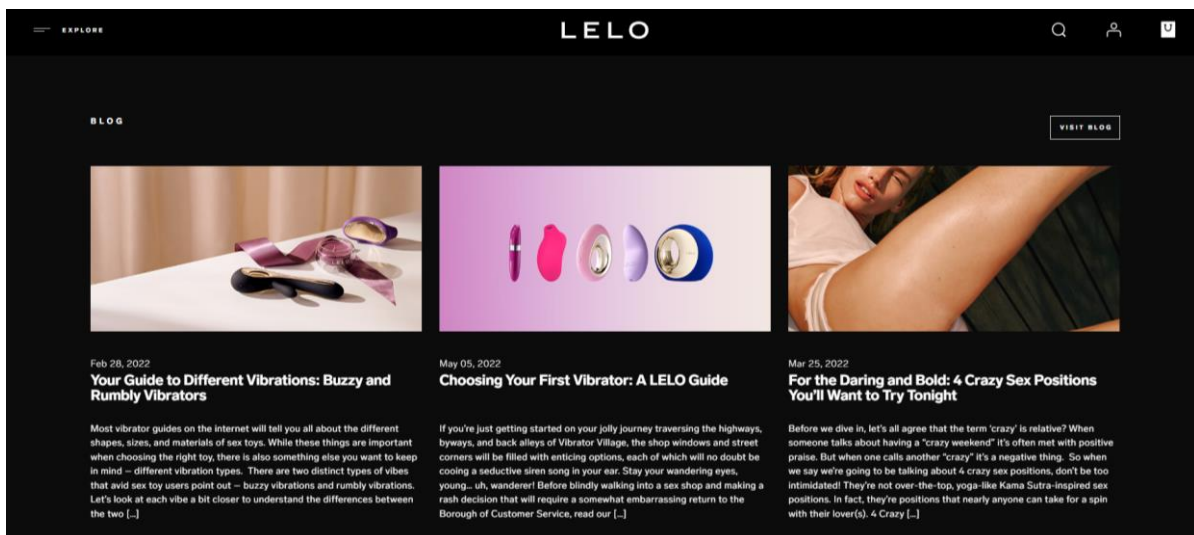 EXPLORE
LELO
BLOG
VISIT BLOG
Feb 28, 2022
Your Guide to Different Vibrations: Buzzy and
Rumbly Vibrators
Most vibrator guides on the internet will tell you all about the different
shapes, sizes, and materials of sex toys. While these things are important
when choosing the right toy, there is also something else you want to keep
in mind – different vibration types.  There are two distinct types of vibes
that avid sex toy users point out – buzzy vibrations and rumbly vibrations.
Let's look at each vibe a bit closer to understand the differences between
the two [...]
May 05, 2022
Choosing Your First Vibrator: A LELO Guide
If you're just getting started on your jolly journey traversing the highways,
byways, and back alleys of Vibrator Village, the shop windows and street
corners will be filled with enticing options, each of which will no doubt be
cooing a seductive siren song in your ear. Stay your wandering eyes,
young... uh, wanderer! Before blindly walking into a sex shop and making a
rash decision that will require a somewhat embarrassing return to the
Borough of Customer Service, read our [...]
Mar 25, 2022
For the Daring and Bold: 4 Crazy Sex Positions
You'll Want to Try Tonight
Before we dive in, let's all agree that the term 'crazy' is relative? When
someone talks about having a "crazy weekend" it's often met with positive
praise. But when one calls another "crazy" it's a negative thing.  So when
we say we're going to be talking about 4 crazy sex positions, don't be too
intimidated! They're not over-the-top, yoga-like Kama Sutra-inspired sex
positions. In fact, they're positions that nearly anyone can take for a spin
with their lover(s). 4 Crazy [...]